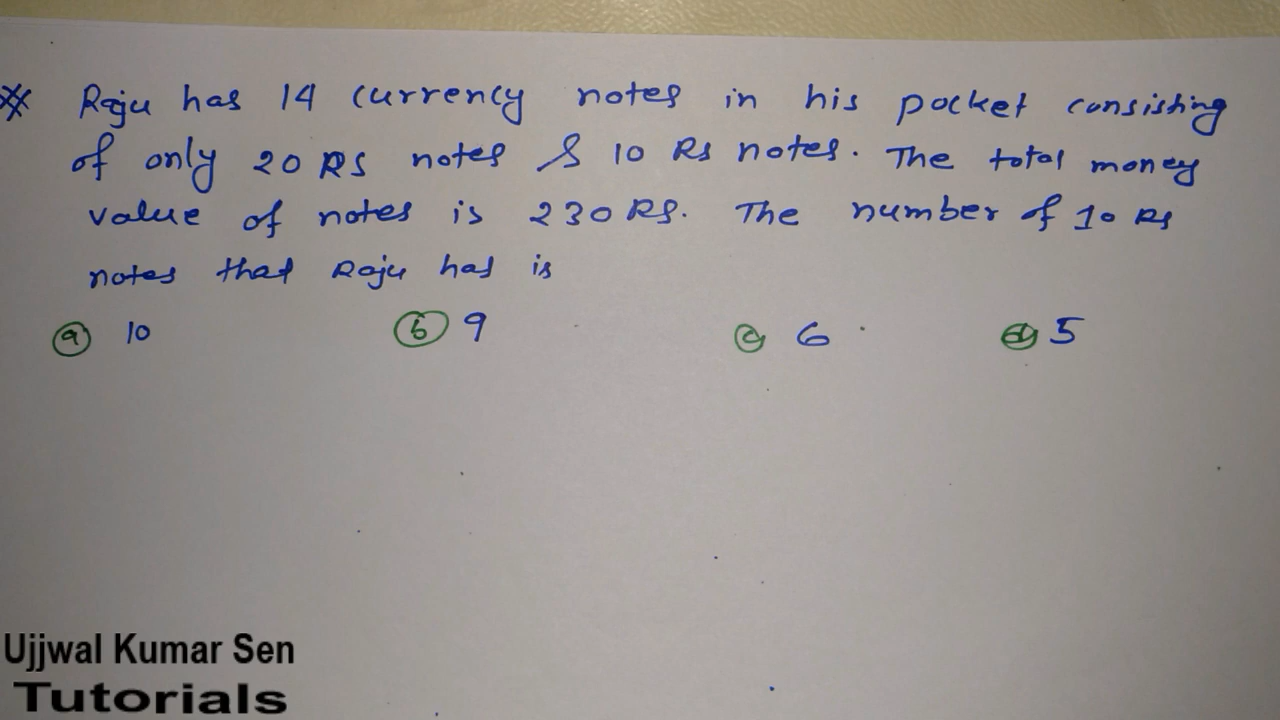 ※ Raju has 14 currency notes in his pocket consisting
of only 20 RS notes & 10 Rs notes. The total money
value of notes is 230 RS. The number of 10 Rs
notes that Raju has is
(a) 10 (b) 9 (c) 6 (d) 5
Ujjwal Kumar Sen
Tutorials